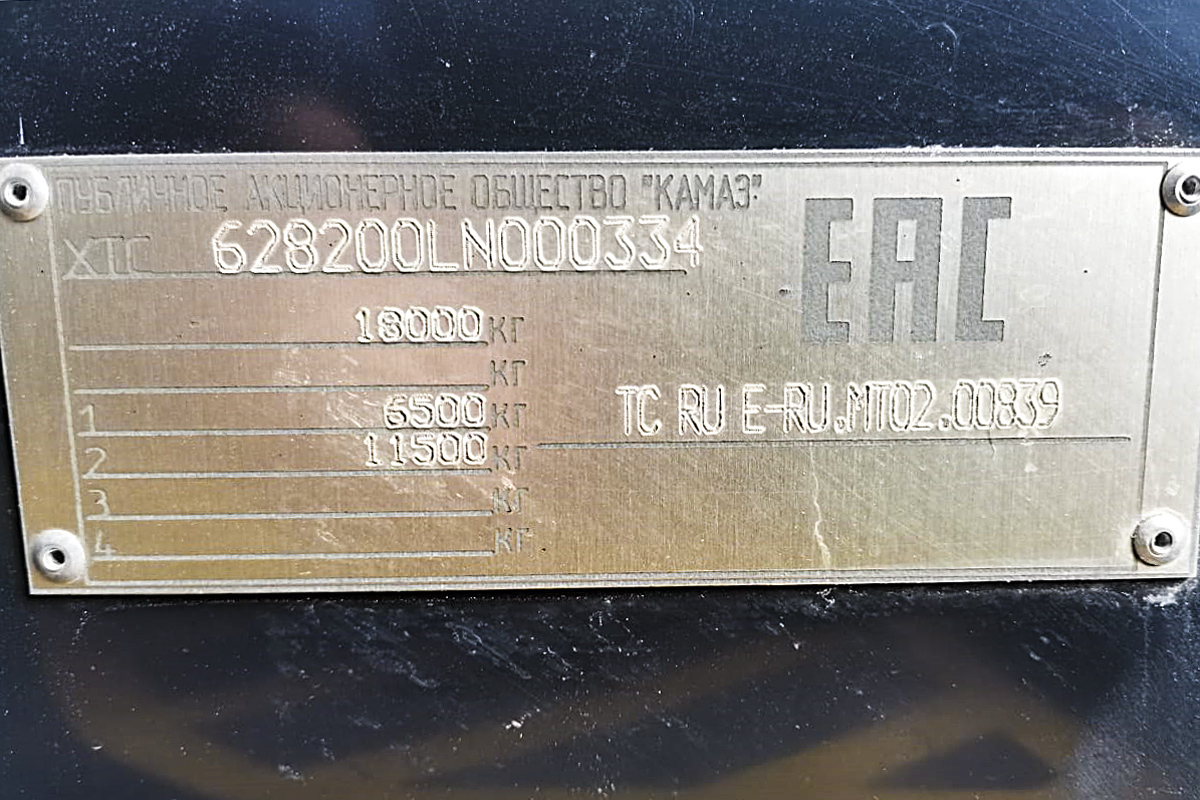 ПУБЛИЧНОЕ АКЦИОНЕРНОЕ ОБЩЕСТВО "КАМАЗ"
XTC 628200LN000334
EAC
18000 КГ
КГ
1 6500 КГ
TC RU E-RU.MT02.00839
2 11500 КГ
3 КГ
4 КГ